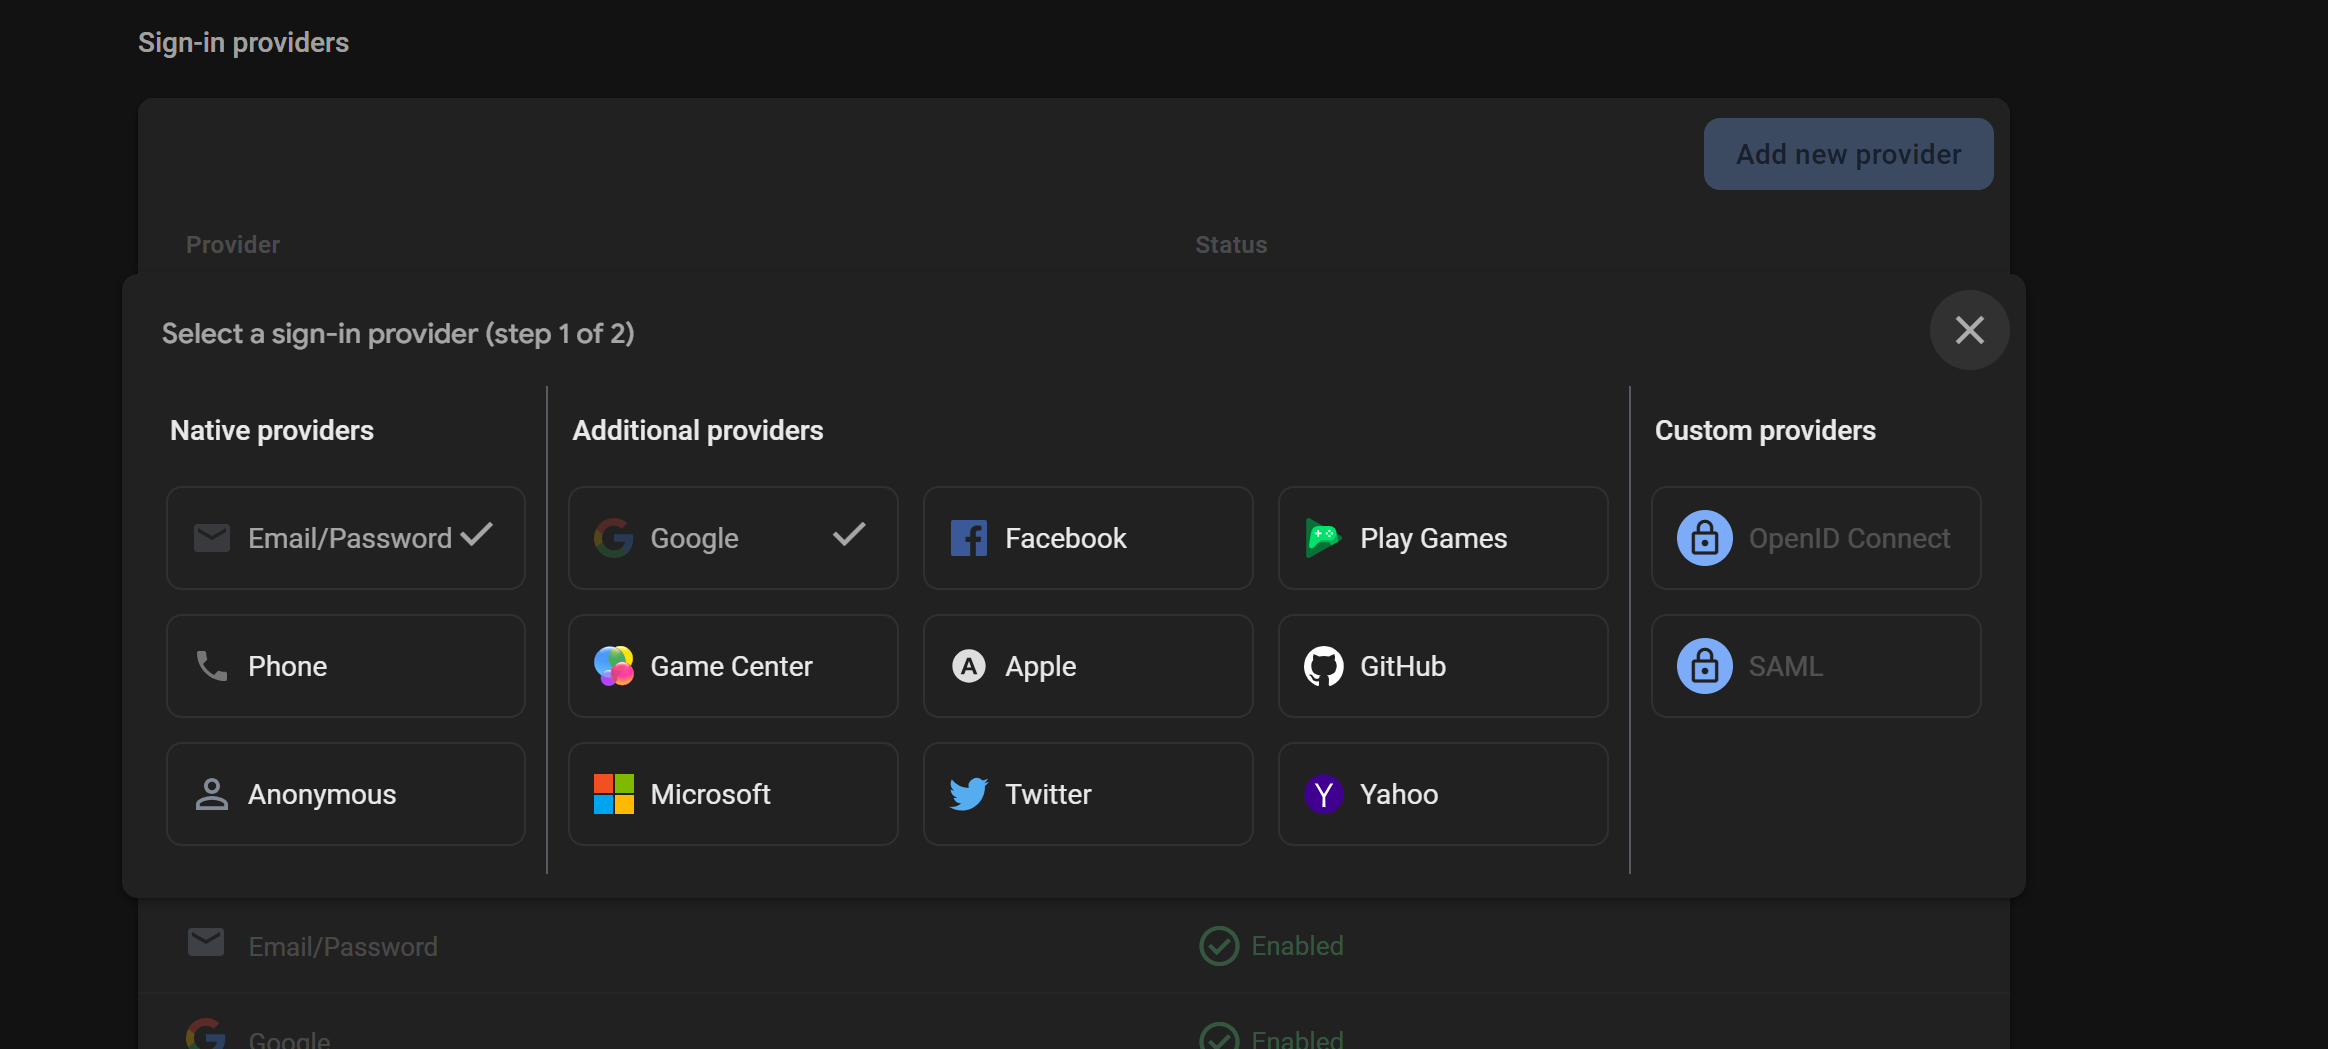 Sign-in providers
Add new provider
Provider Status
Select a sign-in provider (step 1 of 2)
Native providers Additional providers Custom providers
Email/Password Google Facebook Play Games OpenID Connect
Phone Game Center Apple GitHub SAML
Anonymous Microsoft Twitter Yahoo
Email/Password Enabled
Google Enabled